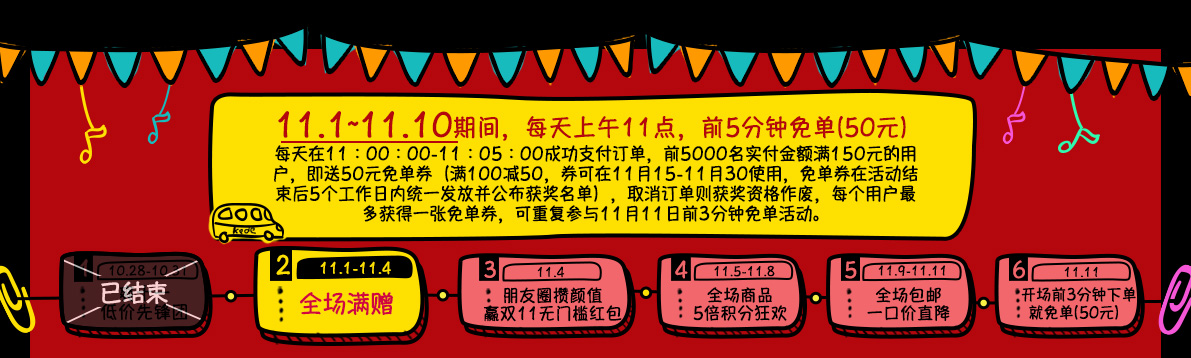 11.1~11.10期间，每天上午11点，前5分钟免单(50元)
每天在11：00：00-11：05：00成功支付订单，前5000名实付金额满150元的用
户，即送50元免单券（满100减50，券可在11月15-11月30使用，免单券在活动结
束后5个工作日内统一发放并公布获奖名单），取消订单则获奖资格作废，每个用户最
多获得一张免单券，可重复参与11月11日前3分钟免单活动。
1 10.28-10.31
已结束
低价先锋团
2 11.1-11.4
全场满赠
3 11.4
朋友圈攒颜值
赢双11无门槛红包
4 11.5-11.8
全场商品
5倍积分狂欢
5 11.9-11.11
全场包邮
一口价直降
6 11.11
开场前3分钟下单
就免单(50元)